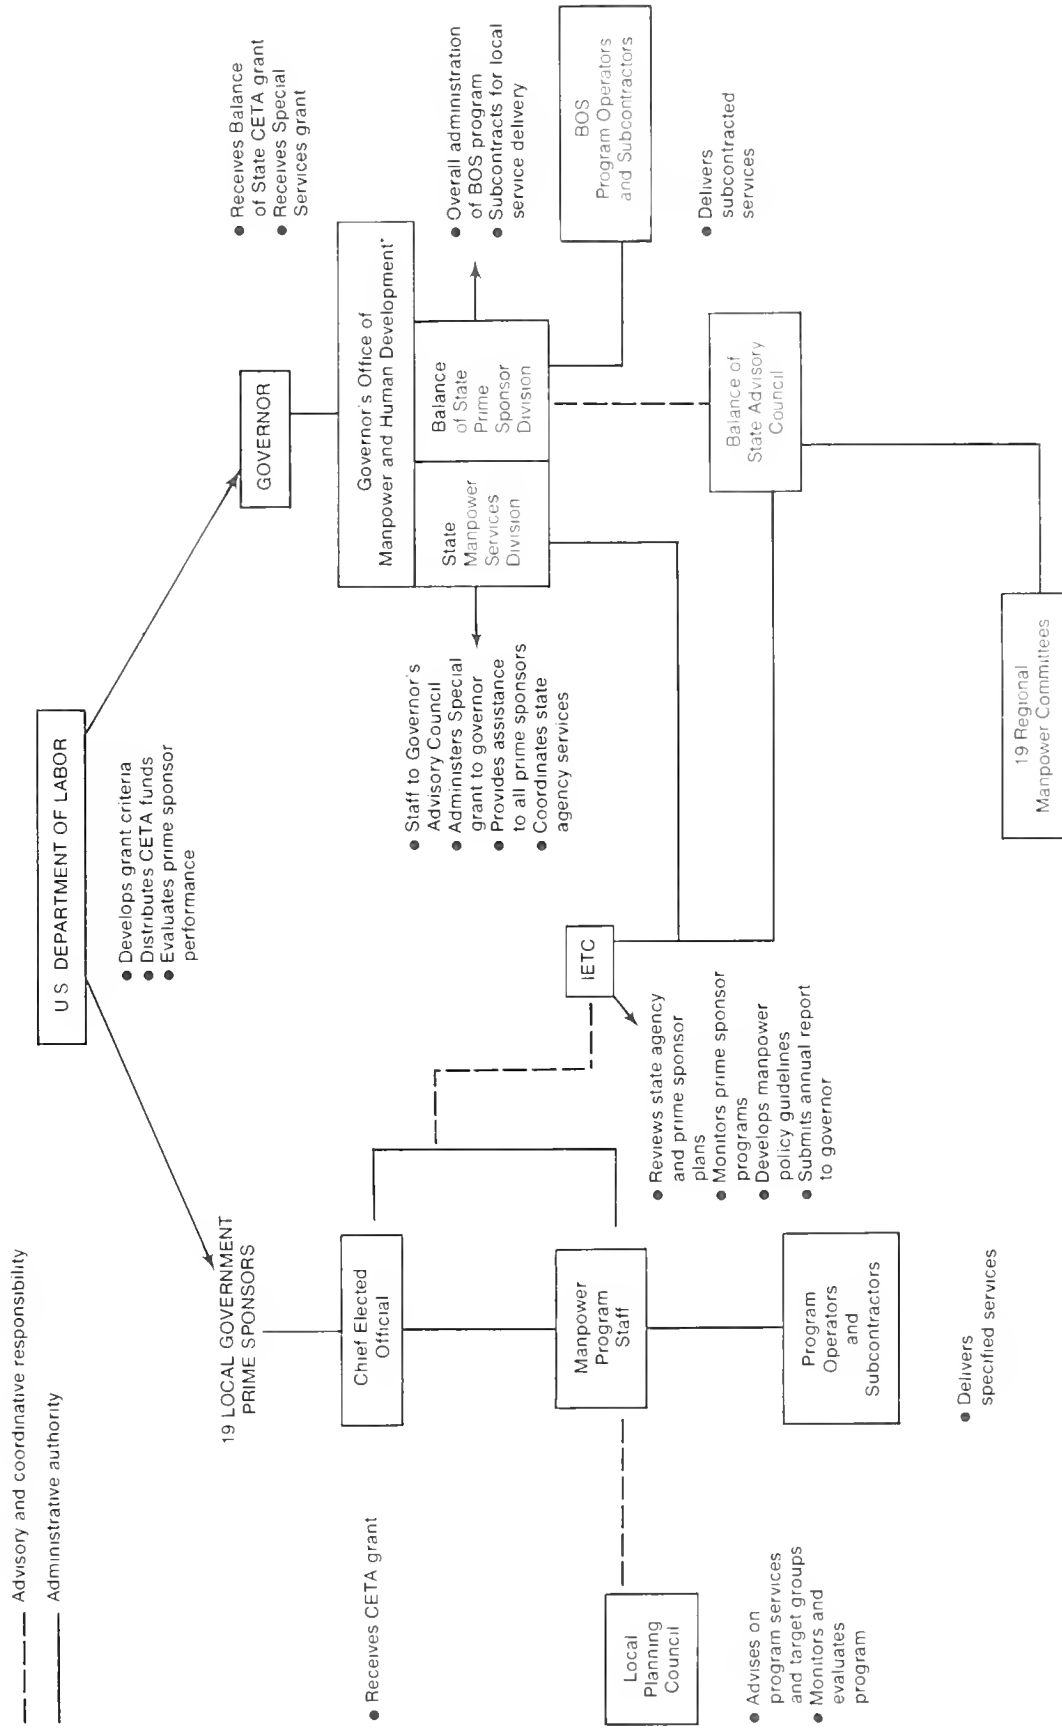 Advisory and coordinative responsibility
Administrative authority
U S DEPARTMENT OF LABOR
● Develops grant criteria
● Distributes CETA funds
● Evaluates prime sponsor
performance
19 LOCAL GOVERNMENT
PRIME SPONSORS
GOVERNOR
● Receives Balance
of State CETA grant
● Receives Special
Services grant
● Receives CETA grant
Chief Elected
Official
Governor's Office of
Manpower and Human Development*
State
Manpower
Services
Division
Balance
of State
Prime
Sponsor
Division
● Staff to Governor's
Advisory Council
● Administers Special
grant to governor
● Provides assistance
to all prime sponsors
● Coordinates state
agency services
● Overall administration
of BOS program
● Subcontracts for local
service delivery
Local
Planning
Council
Manpower
Program
Staff
IETC
BOS
Program Operators
and Subcontractors
● Advises on
program services
and target groups
● Monitors and
evaluates
program
● Reviews state agency
and prime sponsor
plans
● Monitors prime sponsor
programs
● Develops manpower
policy guidelines
● Submits annual report
to governor
● Delivers
subcontracted
services
Program
Operators
and
Subcontractors
Balance of
State Advisory
Council
● Delivers
specified services
19 Regional
Manpower Committees